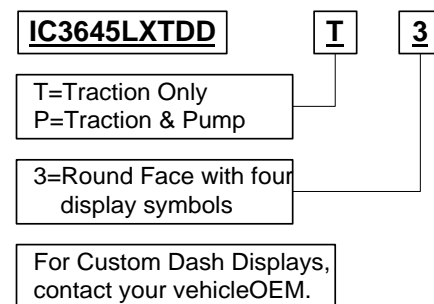 IC3645LXTDD T 3
T=Traction Only
P=Traction & Pump
3=Round Face with four
display symbols
For Custom Dash Displays,
contact your vehicleOEM.